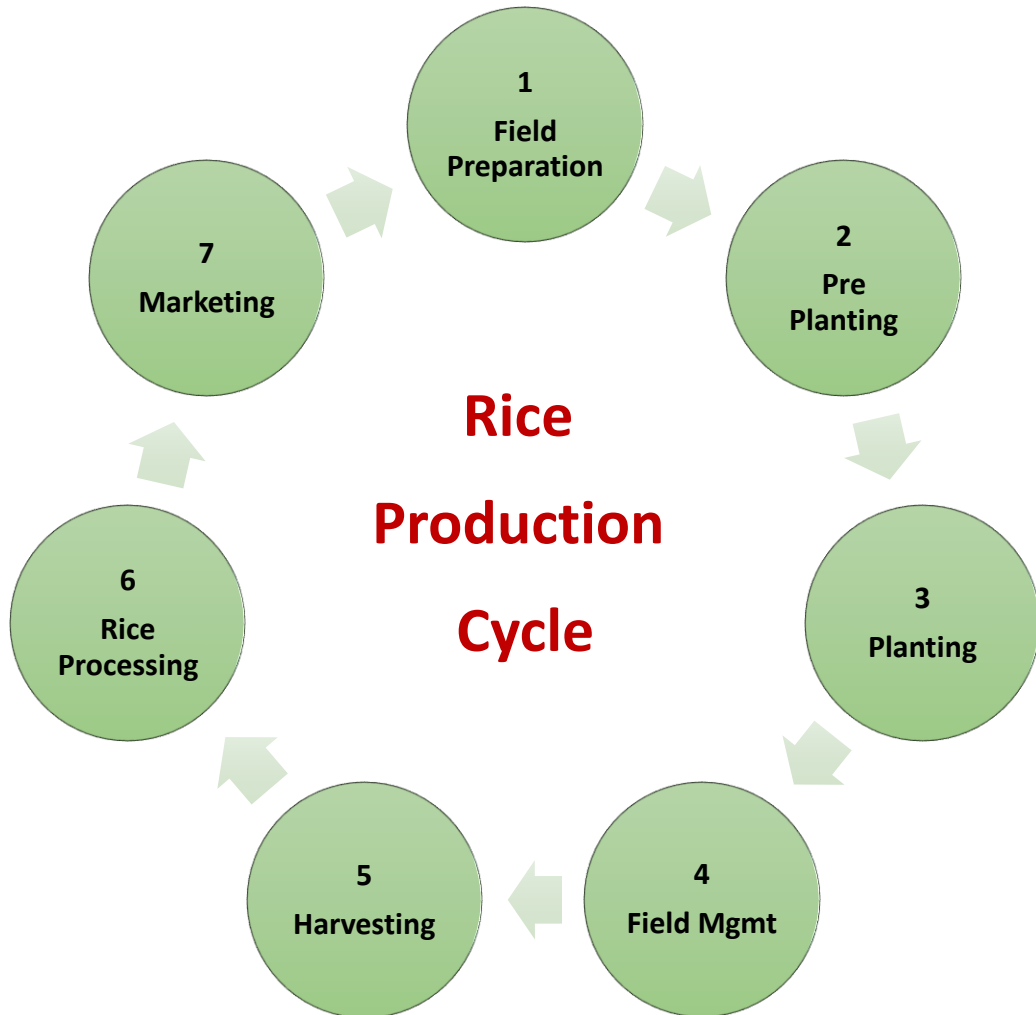 1
Field
Preparation
2
Pre
Planting
3
Planting
4
Field Mgmt
5
Harvesting
6
Rice
Processing
7
Marketing
Rice
Production
Cycle